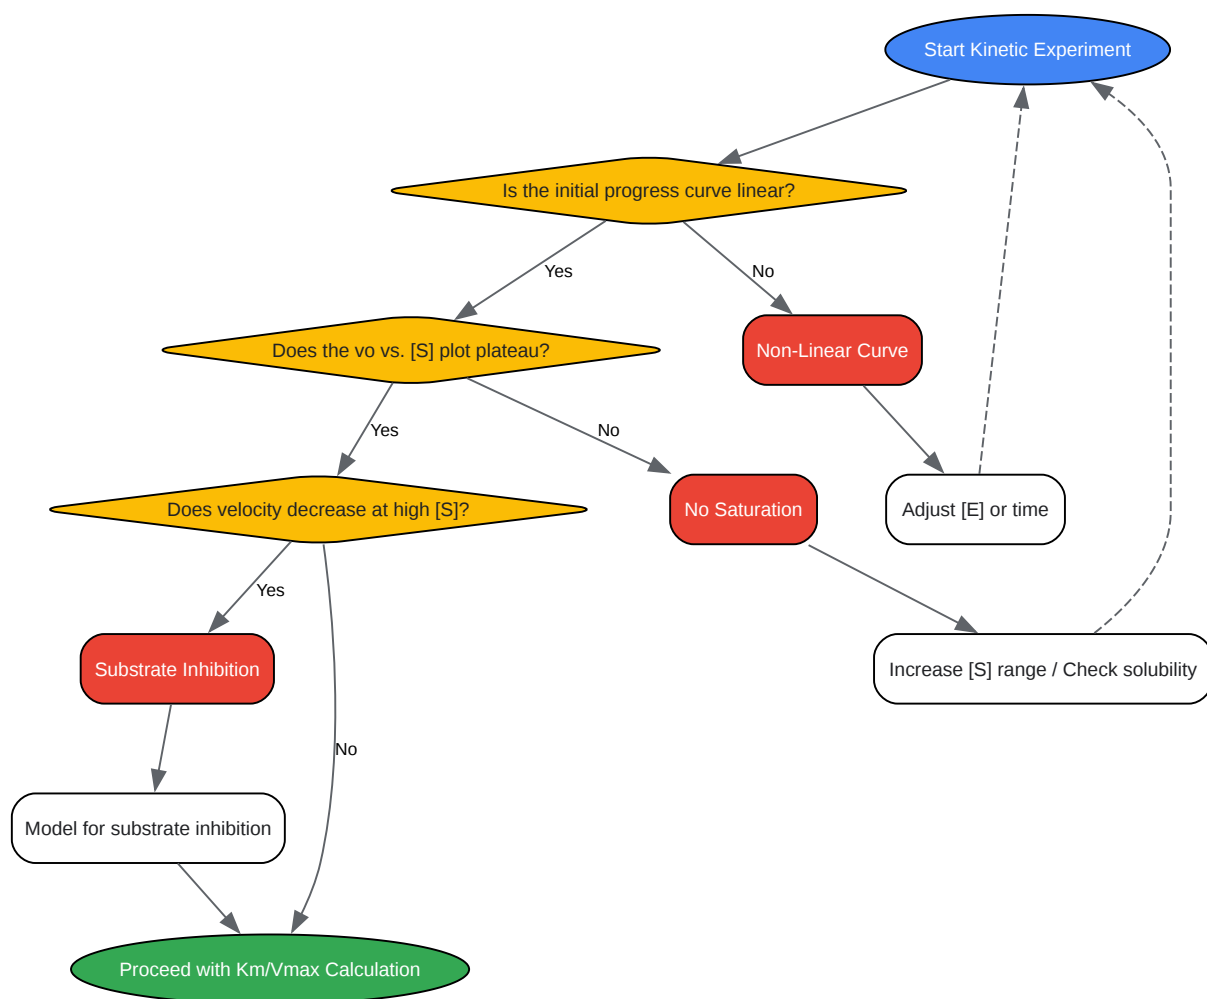 Start Kinetic Experiment
Is the initial progress curve linear?
Yes
No
Does the vo vs. [S] plot plateau?
Non-Linear Curve
Yes
No
Does velocity decrease at high [S]?
No Saturation
Adjust [E] or time
Yes
Substrate Inhibition
Increase [S] range / Check solubility
No
Model for substrate inhibition
Proceed with Km/Vmax Calculation